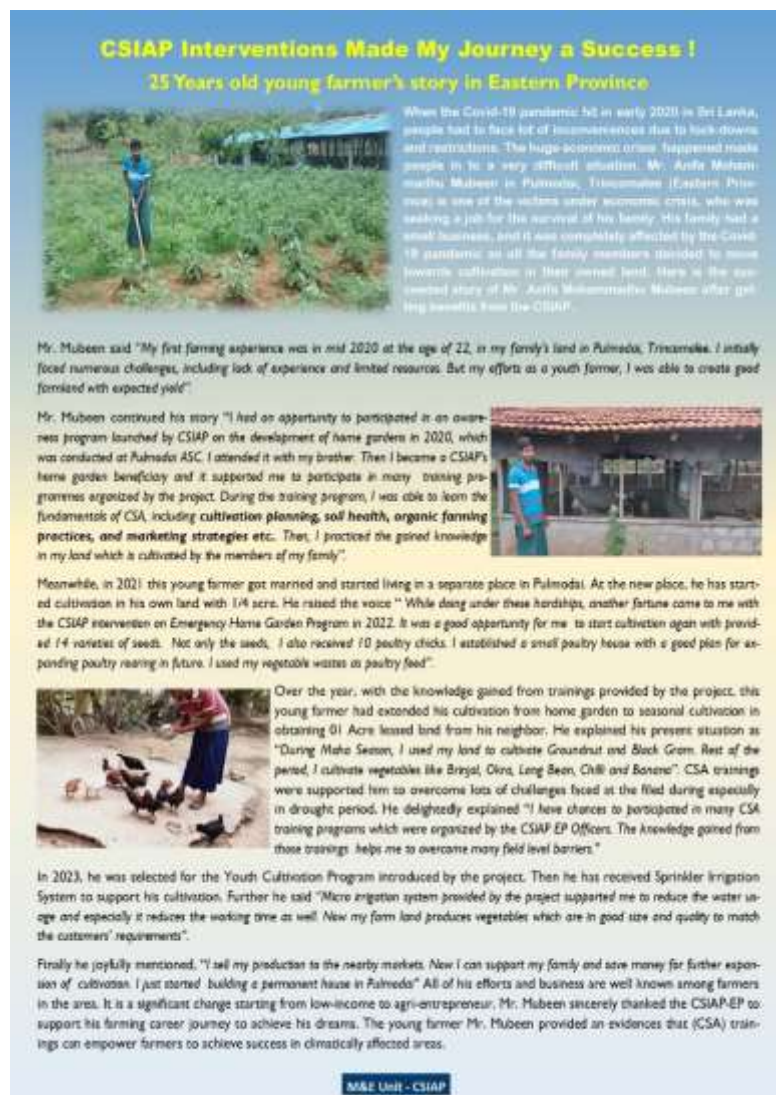 CSIAP Interventions Made My Journey a Success !
25 Years old young farmer's story in Eastern Province
When the Covid-19 pandemic hit in early 2020 in Sri Lanka,
people had to face lot of inconveniences due to lock-downs
and restrictions. The huge economic crisis happened made
people in to a very difficult situation. Mr. Anifa Moham-
madhu Mubeen in Pulmodai, Trincomalee (Eastern Prov-
ince) is one of the victims under economic crisis, who was
seeking a job for the survival of his family. His family had a
small business, and it was completely affected by the Covid-
19 pandemic so all the family members decided to move
towards cultivation in their owned land. Here is the suc-
ceeded story of Mr. Anifa Mohammadhu Mubeen after get-
ting benefits from the CSIAP.
Mr. Mubeen said "My first farming experience was in mid 2020 at the age of 22, in my family's land in Pulmodai, Trincomalee. I initially
faced numerous challenges, including lack of experience and limited resources. But my efforts as a youth farmer, I was able to create good
farmland with expected yield".
Mr. Mubeen continued his story "I had an opportunity to participated in an aware-
ness program launched by CSIAP on the development of home gardens in 2020, which
was conducted at Pulmodai ASC. I attended it with my brother. Then I became a CSIAP's
home garden beneficiary and it supported me to participate in many training pro-
grammes organized by the project. During the training program, I was able to learn the
fundamentals of CSA, including cultivation planning, soil health, organic farming
practices, and marketing strategies etc. Then, I practiced the gained knowledge
in my land which is cultivated by the members of my family".
Meanwhile, in 2021 this young farmer got married and started living in a separate place in Pulmodai. At the new place, he has start-
ed cultivation in his own land with 1/4 acre. He raised the voice " While doing under these hardships, another fortune came to me with
the CSIAP intervention on Emergency Home Garden Program in 2022. It was a good opportunity for me to start cultivation again with provid-
ed 14 varieties of seeds. Not only the seeds, I also received 10 poultry chicks. I established a small poultry house with a good plan for ex-
panding poultry rearing in future. I used my vegetable wastes as poultry feed".
Over the year, with the knowledge gained from trainings provided by the project, this
young farmer had extended his cultivation from home garden to seasonal cultivation in
obtaining 01 Acre leased land from his neighbor. He explained his present situation as
"During Maha Season, I used my land to cultivate Groundnut and Black Gram. Rest of the
period, I cultivate vegetables like Brinjal, Okra, Long Bean, Chilli and Banana". CSA trainings
were supported him to overcome lots of challenges faced at the filed during especially
in drought period. He delightedly explained "I have chances to participated in many CSA
training programs which were organized by the CSIAP EP Officers. The knowledge gained from
those trainings helps me to overcome many field level barriers."
In 2023, he was selected for the Youth Cultivation Program introduced by the project. Then he has received Sprinkler Irrigation
System to support his cultivation. Further he said "Micro irrigation system provided by the project supported me to reduce the water us-
age and especially it reduces the working time as well. Now my farm land produces vegetables which are in good size and quality to match
the customers' requirements".
Finally he joyfully mentioned, "I sell my production to the nearby markets. Now I can support my family and save money for further expan-
sion of cultivation. I just started building a permanent house in Pulmodai" All of his efforts and business are well known among farmers
in the area. It is a significant change starting from low-income to agri-entrepreneur. Mr. Mubeen sincerely thanked the CSIAP-EP to
support his farming career journey to achieve his dreams. The young farmer Mr. Mubeen provided an evidences that (CSA) train-
ings can empower farmers to achieve success in climatically affected areas.
M&E Unit - CSIAP